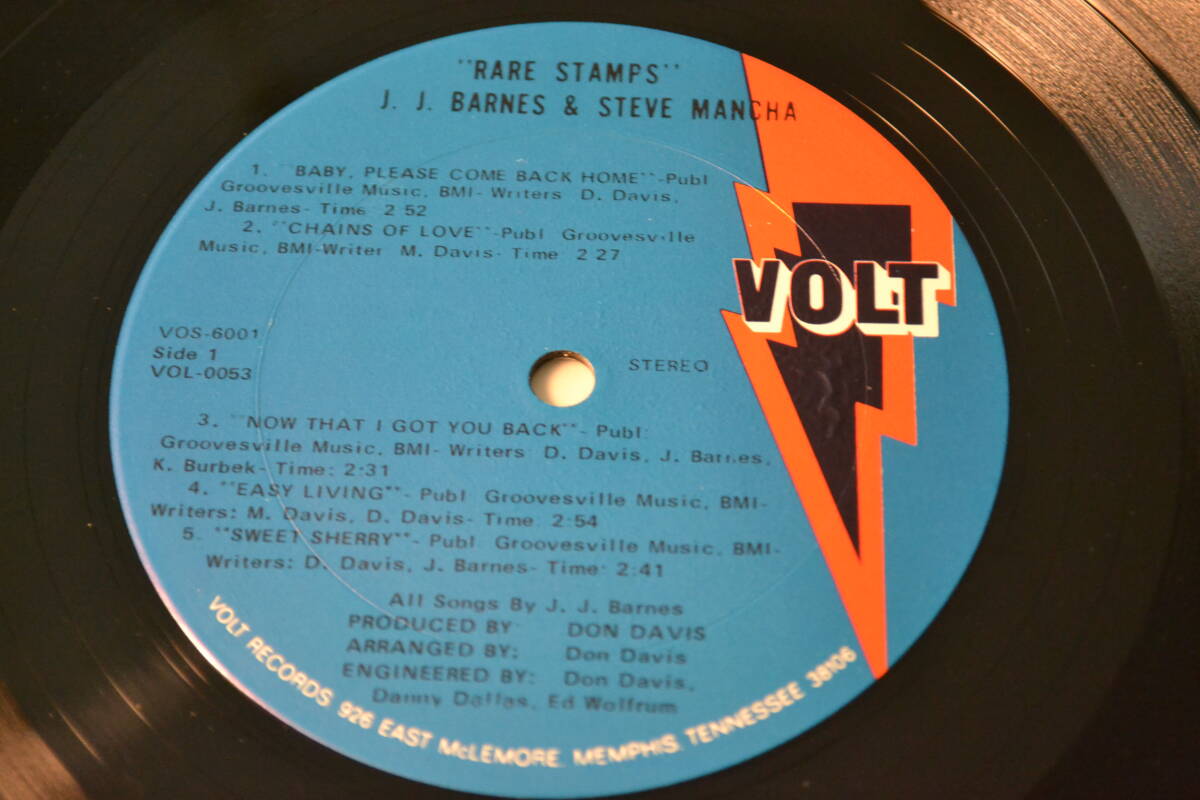 "RARE STAMPS"
J. J. BARNES & STEVE MANCHA
1. "BABY, PLEASE COME BACK HOME"-Publ
Groovesville Music, BMI- Writers D. Davis,
J. Barnes- Time 2 52
2. "CHAINS OF LOVE"-Publ Groovesville
Music, BMI-Writer M. Davis- Time 2 27
VOLT
VOS-6001
Side 1
VOL-0053
STEREO
3. "NOW THAT I GOT YOU BACK"- Publ:
Groovesville Music, BMI- Writers D. Davis, J. Barnes,
K. Burbek- Time: 2:31
4. "EASY LIVING"- Publ Groovesville Music, BMI-
Writers: M. Davis, D. Davis- Time 2:54
5. "SWEET SHERRY"- Publ. Groovesville Music, BMI-
Writers: D. Davis, J. Barnes- Time: 2:41
All Songs By J. J. Barnes
PRODUCED BY DON DAVIS
ARRANGED BY: Don Davis
ENGINEERED BY: Don Davis,
Danny Dallas, Ed Wolfrum
VOLT RECORDS, 926 EAST McLEMORE, MEMPHIS, TENNESSEE 38106